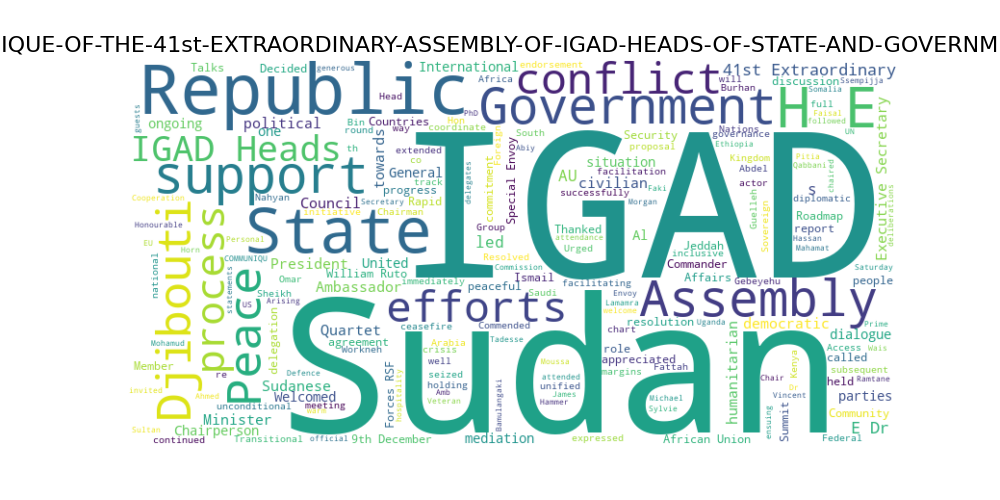 IQUE-OF-THE-41st-EXTRAORDINARY-ASSEMBLY-OF-IGAD-HEADS-OF-STATE-AND-GOVERNM
Republic
Talks
Decided
generous
International
endorsement
conflict
41st Extraordinary
Africa
will
discussion
Ssempijja
Head
Burhan
Somalia
guests
ongoing
political
Countries
Bin
PhD
Government
H E
full
Faisal
followed
one
round
way
coordinate
Hon
Foreign
South
Abiy
Security
proposal
Nations
governance
Ethiopia
UN
IGAD Heads
th
extended
towards
General
co
track
delegates
IGAD
situation
Kingdom
Pitia
Qabbani
chaired
Executive Secretary
deliberations
support
progress
commitment
Special Envoy
AU
facilitation
civilian
Faki
successfully
Abdel
actor
Morgan
s
diplomatic
Cooperation
Nahyan
Council
Secretary
Rapid
initiative
Chairman
Guelleh
Sovereign
Roadmap
Honourable
State
Group
led
Thanked
attendance
Urged
Al
Jeddah
inclusive
report
Hassan
Mahamat
EU
Horn
Personal
Resolved
Djibouti
process
COMMUNIQU
President
United
Commission
Ismail
Affairs
Commander
Saturday
national
Peace
US
Arising
statements
Omar
Sheikh
William Ruto
Ambassador
immediately
peaceful
Saudi
facilitating
Envoy
Gebeyehu
people
efforts
Lamamra
welcome
Assembly
Sudan
Quartet
ceasefire
Arabia
Commended
chart
resolution
Uganda
democratic
Prime
Mohamud
delegation
agreement
Workneh
crisis
Tadesse
role
appreciated
humanitarian
dialogue
Access
Wais
Member
re
Defence
well
seized
Moussa
margins
Fattah
Kenya
called
subsequent
Chair
Ramtane
invited
Ahmed
Sudanese
Forces RSF
hospitality
holding
attended
unified
Dr
held
parties
unconditional
Welcomed
Amb
Veteran
James
Hammer
Michael
Sylvie
Vincent
Sultan
Minister
meeting
Bamulangaki
ensuing
Summit
Community
Chairperson
E Dr
continued
Transitional
official
9th December
mediation
expressed
African Union
Federal